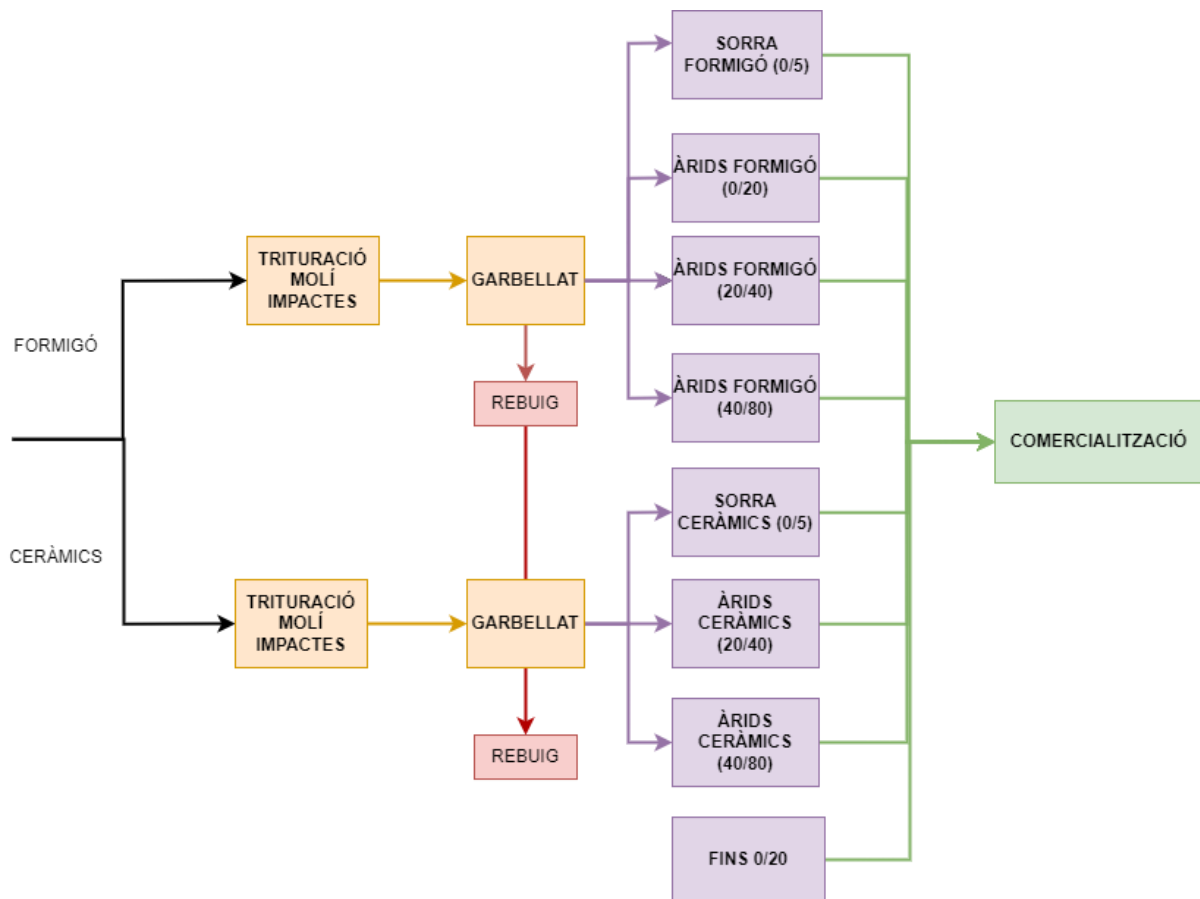 SORRA
FORMIGÓ (0/5)
ÀRIDS FORMIGÓ
(0/20)
TRITURACIÓ
MOLÍ
IMPACTES
GARBELLAT
ÀRIDS FORMIGÓ
(20/40)
FORMIGÓ
REBUIG
ÀRIDS FORMIGÓ
(40/80)
COMERCIALITZACIÓ
SORRA
CERÀMICS (0/5)
CERÀMICS
TRITURACIÓ
MOLÍ
IMPACTES
GARBELLAT
ÀRIDS
CERÀMICS
(20/40)
REBUIG
ÀRIDS
CERÀMICS
(40/80)
FINS 0/20